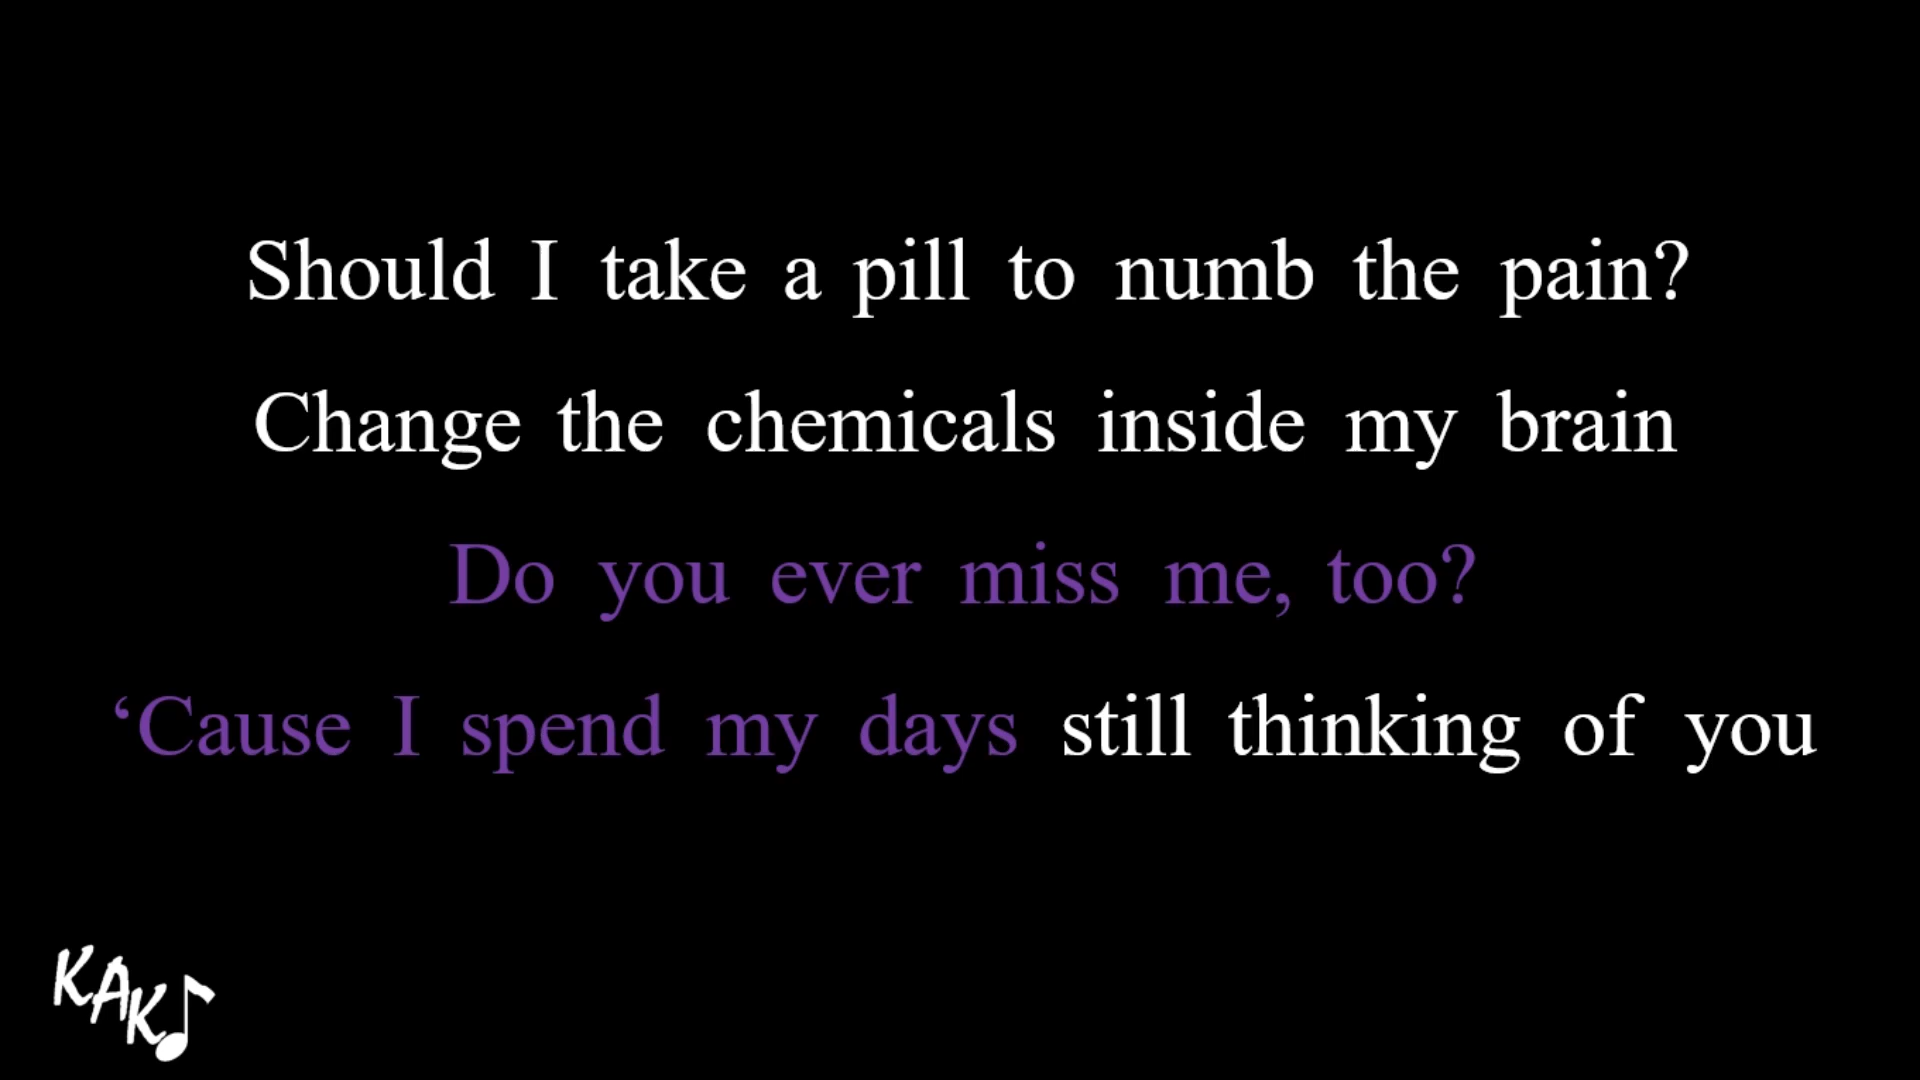 Should I take a pill to numb the pain?
Change the chemicals inside my brain
Do you ever miss me, too?
‘Cause I spend my days still thinking of you
KAK